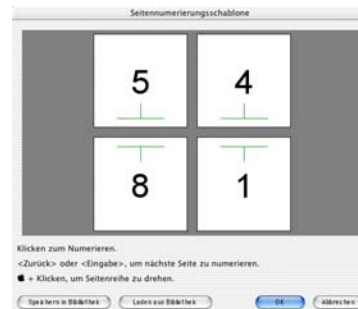 Seitennumerierungsschablone
5 4
8 1
Klicken zum Numerieren.
<Zurück> oder <Eingabe>, um nächste Seite zu numerieren.
+ Klicken, um Seitenreihe zu drehen.
Speichern in Bibliothek Laden aus Bibliothek OK Abbrechen